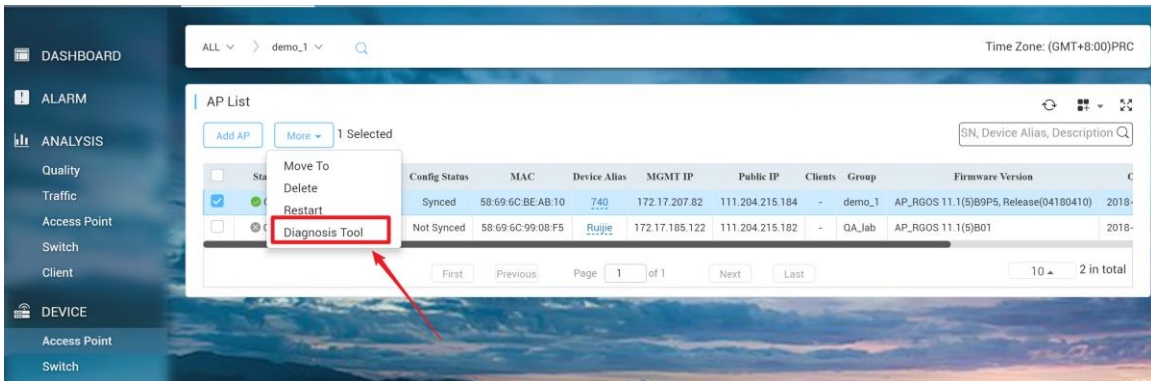 DASHBOARD
ALARM
ANALYSIS
Quality
Traffic
Access Point
Switch
Client
DEVICE
Access Point
Switch
ALL demo_1
Time Zone: (GMT+8:00)PRC
AP List
Add AP More 1 Selected
SN, Device Alias, Description
Move To
Delete
Restart
Diagnosis Tool
Config Status MAC Device Alias MGMT IP Public IP Clients Group Firmware Version
Synced 58:69:6C:BE:AB:10 740 172.17.207.82 111.204.215.184 - demo_1 AP_RGOS 11.1(5)B9P5, Release(04180410) 2018-
Not Synced 58:69:6C:99:08:F5 Ruijie 172.17.185.122 111.204.215.182 - QA_lab AP_RGOS 11.1(5)B01 2018-
First Previous Page 1 of 1 Next Last 10 2 in total